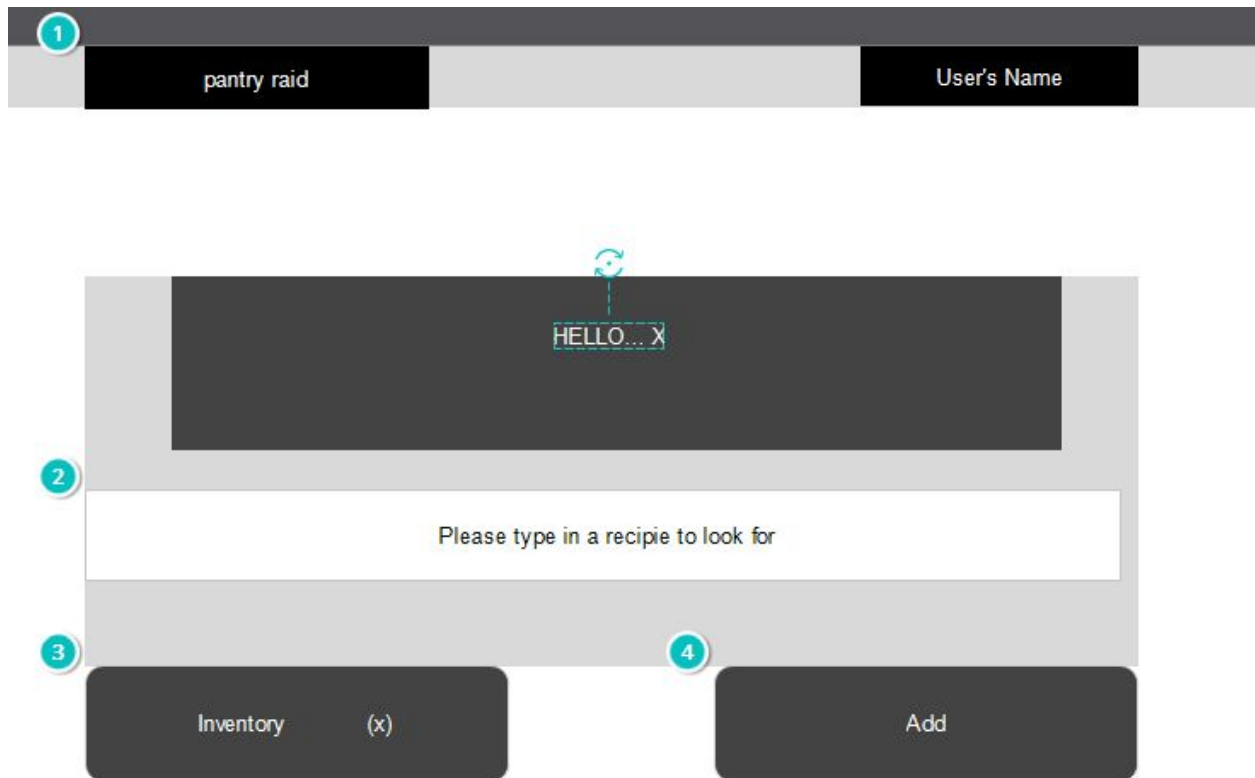 1
pantry raid
User's Name
HELLO... X
2
Please type in a recipie to look for
3
4
Inventory (x)
Add